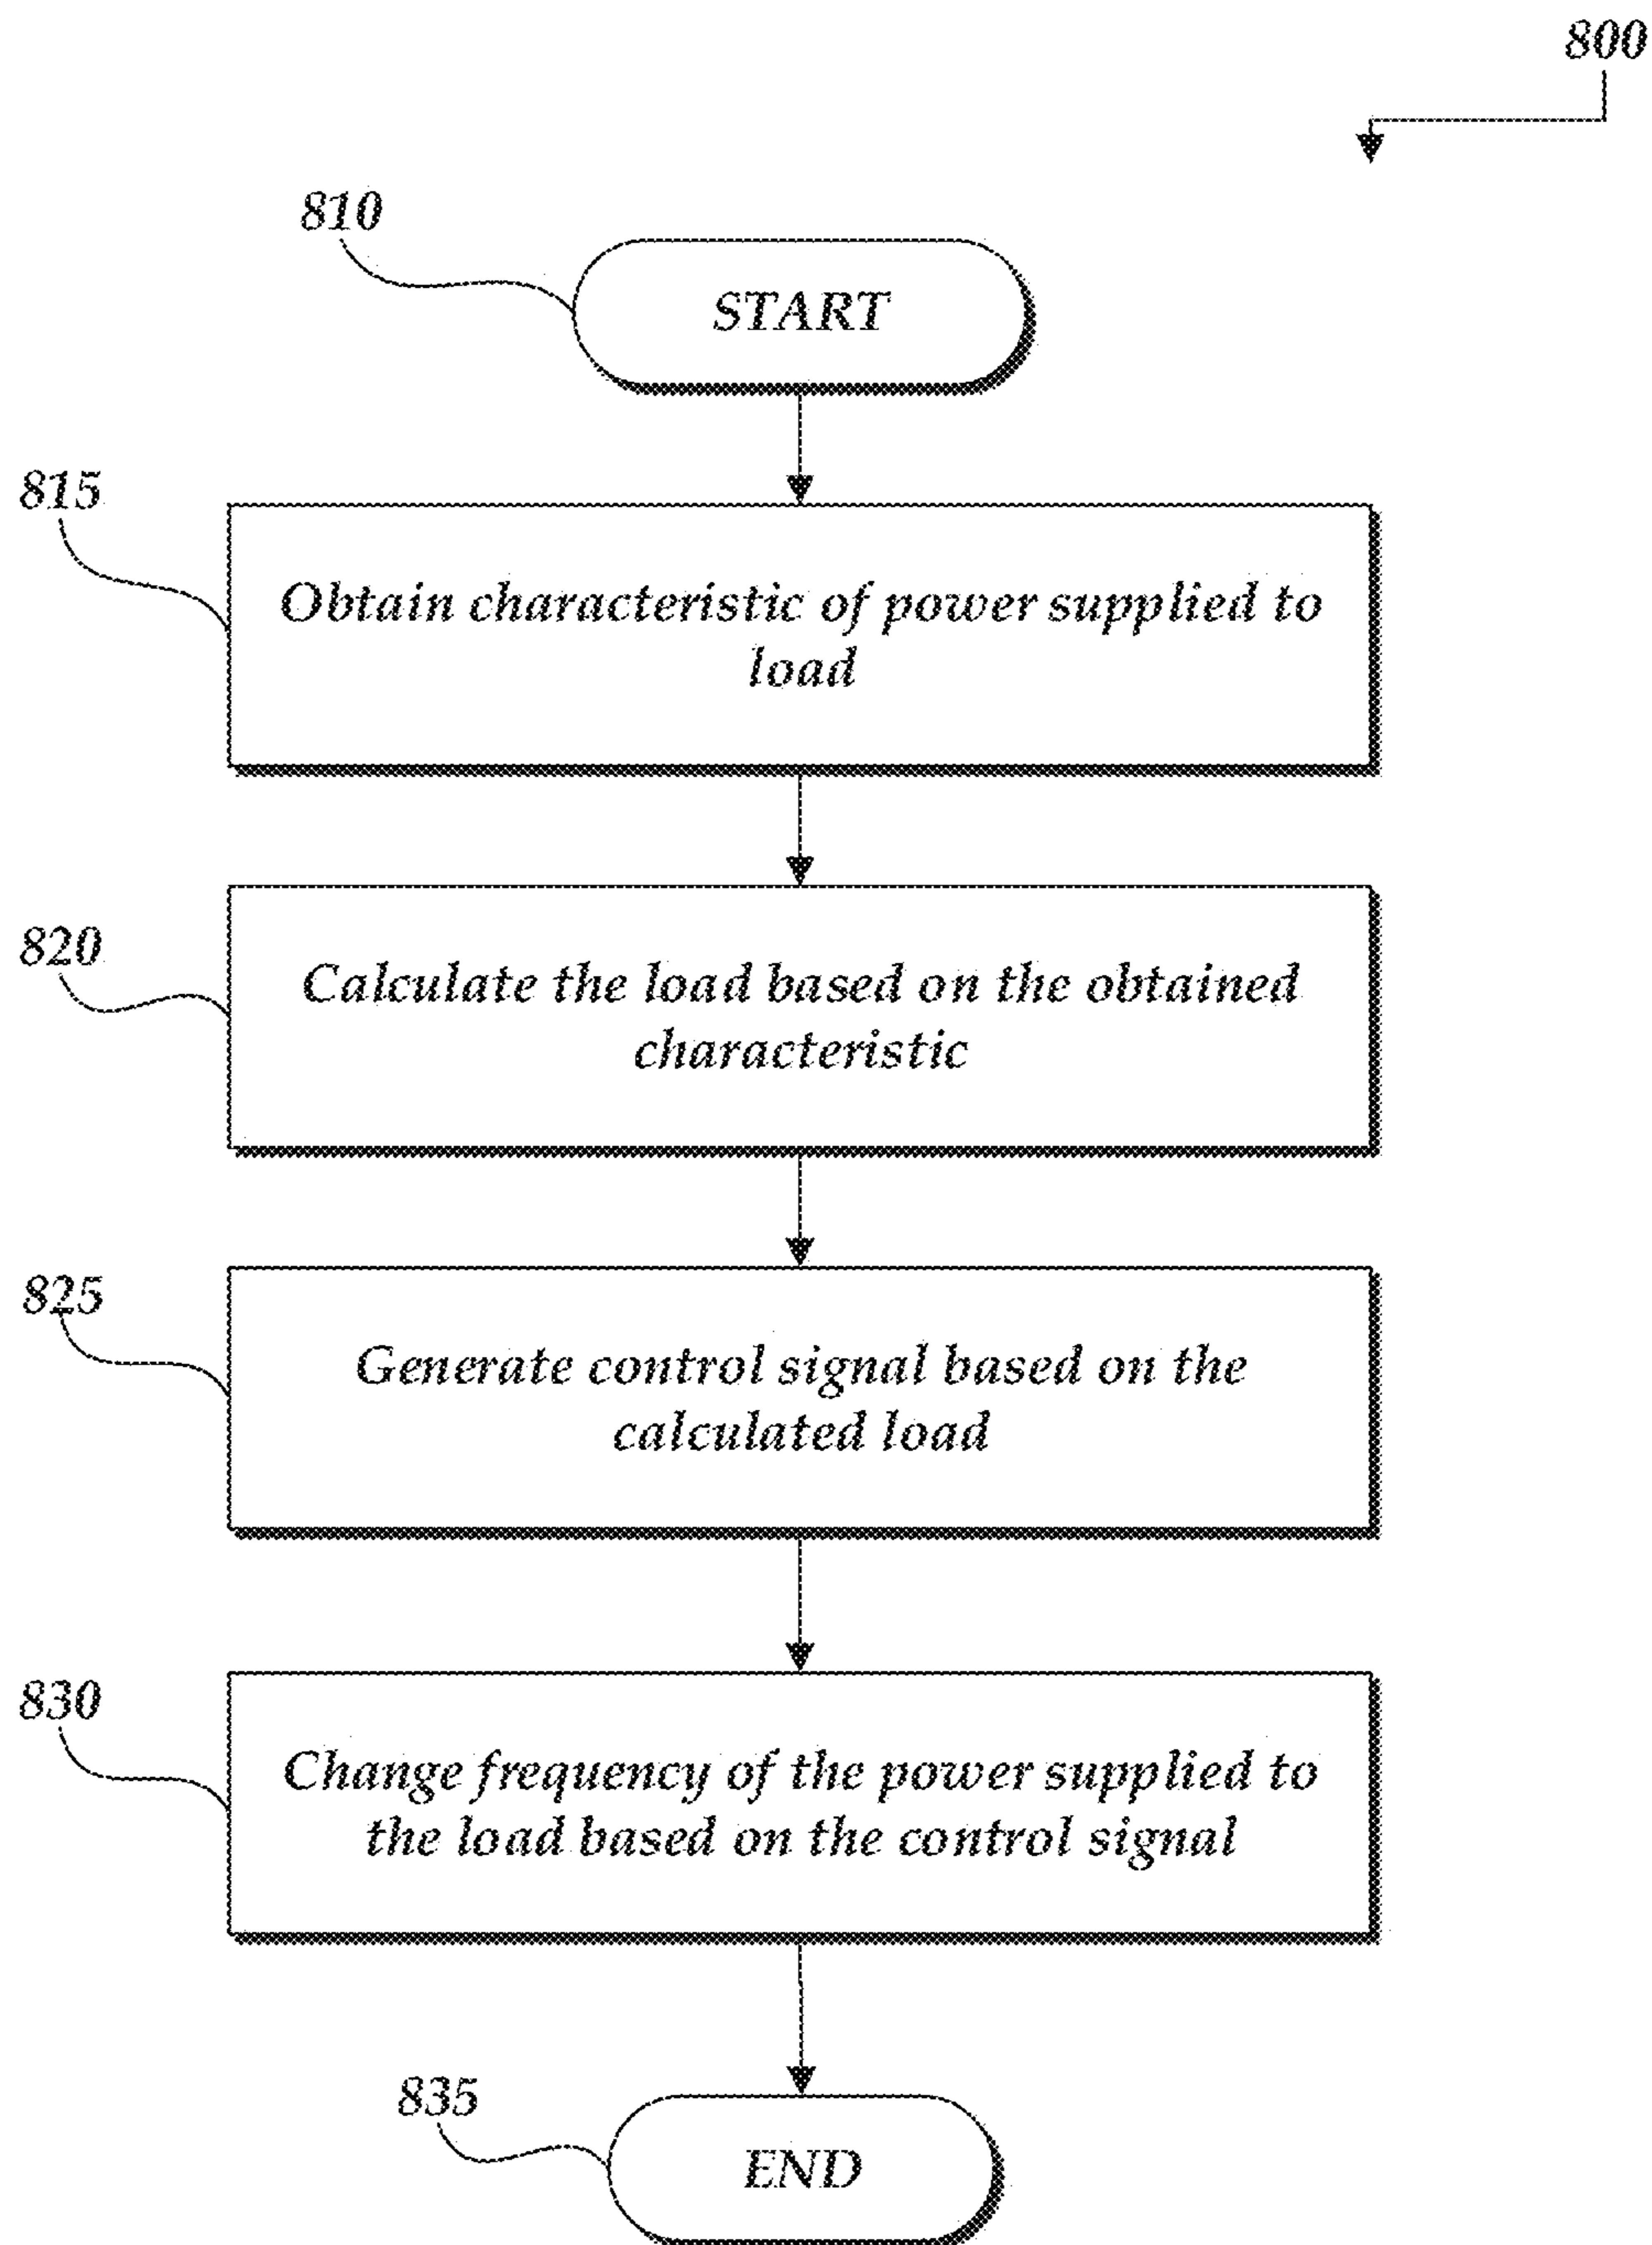 800
810
START
815
Obtain characteristic of power supplied to
load
820
Calculate the load based on the obtained
characteristic
825
Generate control signal based on the
calculated load
830
Change frequency of the power supplied to
the load based on the control signal
835
END